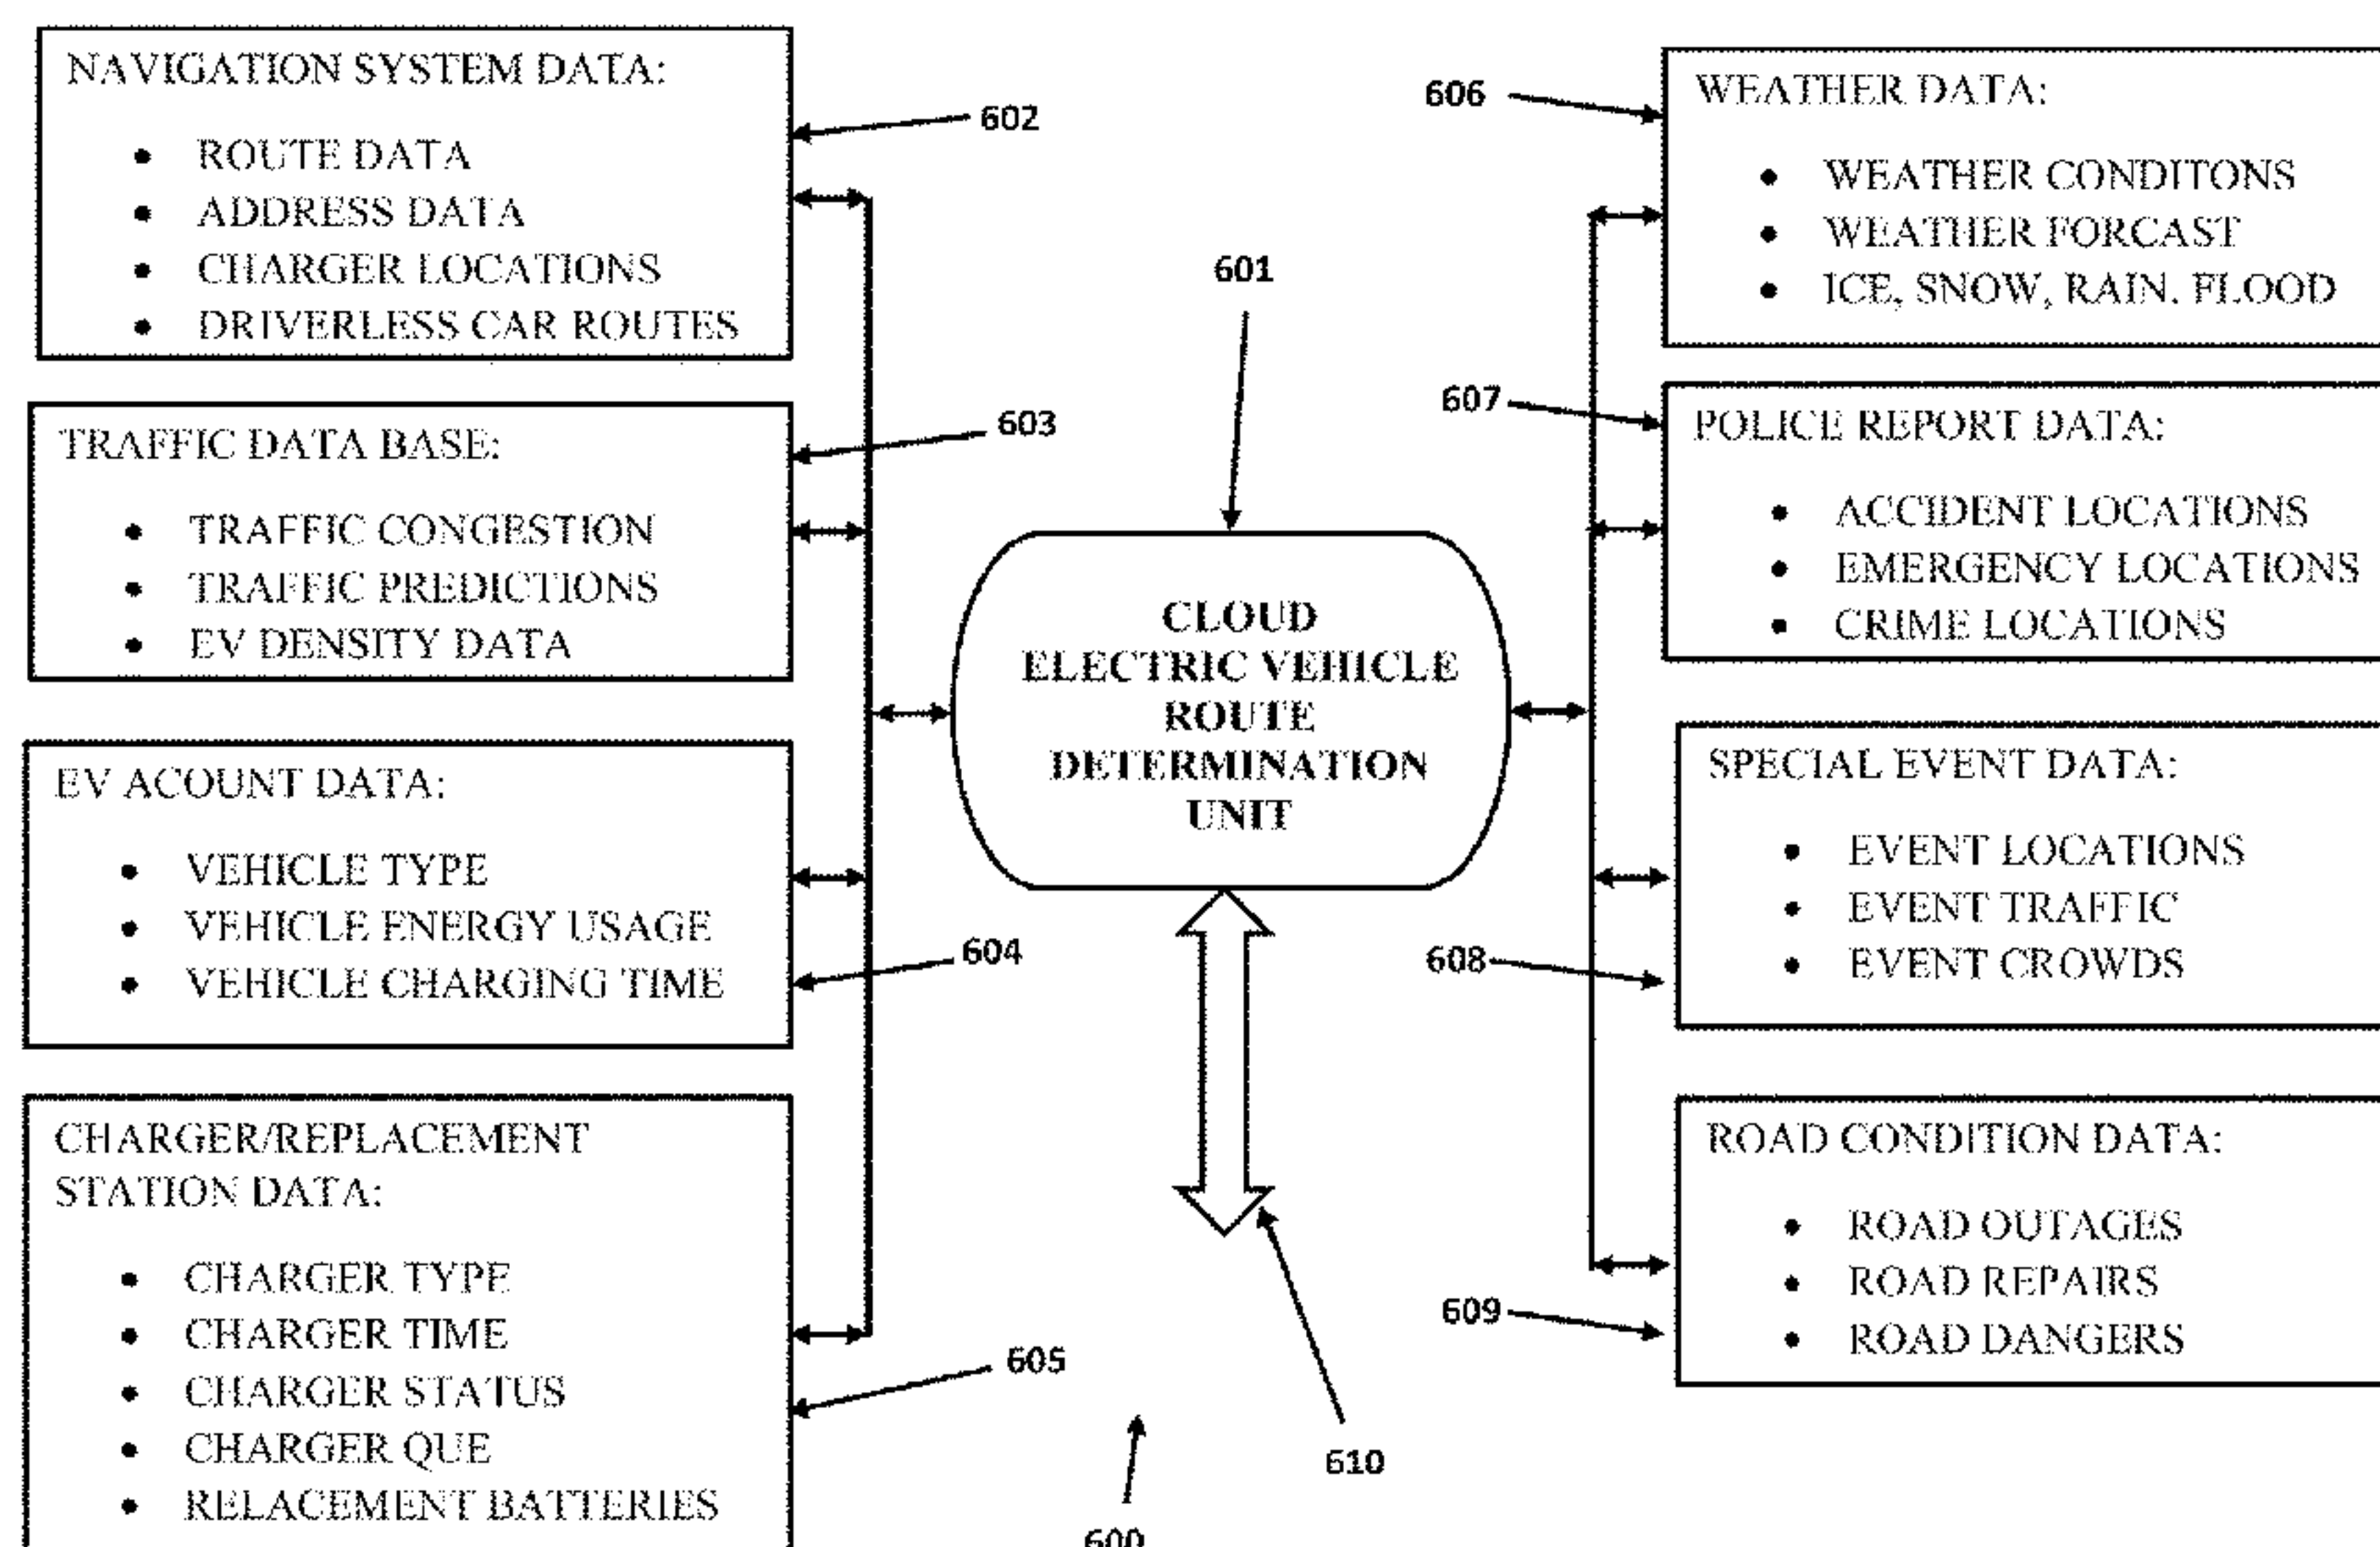 NAVIGATION SYSTEM DATA:
• ROUTE DATA
• ADDRESS DATA
• CHARGER LOCATIONS
• DRIVERLESS CAR ROUTES
602
TRAFFIC DATA BASE:
• TRAFFIC CONGESTION
• TRAFFIC PREDICTIONS
• EV DENSITY DATA
603
EV ACOUNT DATA:
• VEHICLE TYPE
• VEHICLE ENERGY USAGE
• VEHICLE CHARGING TIME
604
CHARGER/REPLACEMENT
STATION DATA:
• CHARGER TYPE
• CHARGER TIME
• CHARGER STATUS
• CHARGER QUE
• RELACEMENT BATTERIES
605
601
CLOUD
ELECTRIC VEHICLE
ROUTE
DETERMINATION
UNIT
610
600
606
WEATHER DATA:
• WEATHER CONDITONS
• WEATHER FORCAST
• ICE, SNOW, RAIN. FLOOD
607
POLICE REPORT DATA:
• ACCIDENT LOCATIONS
• EMERGENCY LOCATIONS
• CRIME LOCATIONS
608
SPECIAL EVENT DATA:
• EVENT LOCATIONS
• EVENT TRAFFIC
• EVENT CROWDS
609
ROAD CONDITION DATA:
• ROAD OUTAGES
• ROAD REPAIRS
• ROAD DANGERS